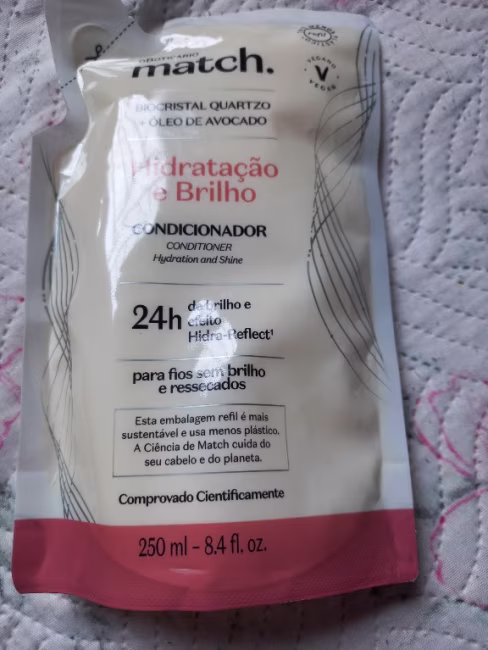 match.
VEGANO
V
VEGAN
BIOCRISTAL QUARTZO
+ ÓLEO DE AVOCADO
Hidratação
e Brilho
CONDICIONADOR
CONDITIONER
Hydration and Shine
24h de brilho e
efeito
Hidra-Reflect¹
para fios sem brilho
e ressecados
Esta embalagem refil é mais
sustentável e usa menos plástico.
A Ciência de Match cuida do
seu cabelo e do planeta.
Comprovado Cientificamente
250 ml – 8.4 fl. oz.